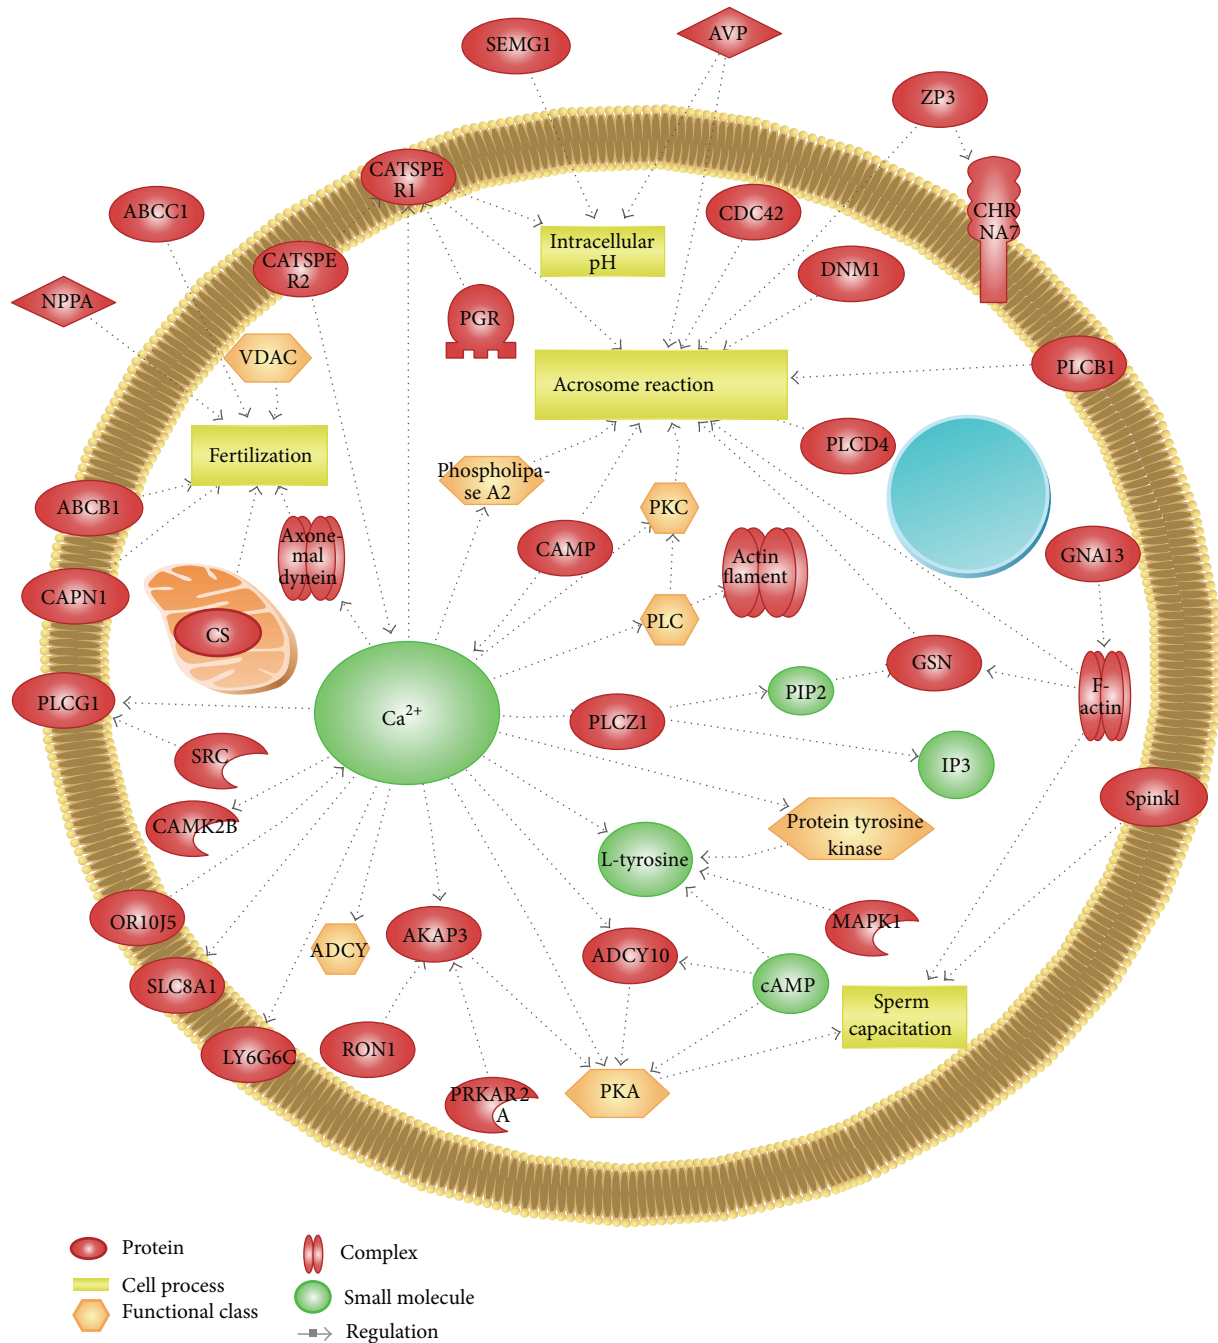 SEMG1
AVP
ZP3
CATSPE
R1
ABCC1
CDC42
CHR
NA7
Intracellular
pH
CATSPE
R2
DNM1
NPPA
PGR
VDAC
PLCB1
Acrosome reaction
Fertilization
PLCD4
Phospholipa-
se A2
ABCB1
PKC
Axone-
mal
dynein
CAMP
Actin
flament
GNA13
CAPN1
CS
PLC
GSN
PLCG1
Ca2+
PIP2
F-
actin
PLCZ1
SRC
IP3
Spinkl
CAMK2B
Protein tyrosine
kinase
L-tyrosine
OR10J5
MAPK1
ADCY
AKAP3
ADCY10
SLC8A1
cAMP
Sperm
capacitation
LY6G6C
RON1
PRKAR2
A
PKA
Protein
Complex
Cell process
Small molecule
Functional class
Regulation